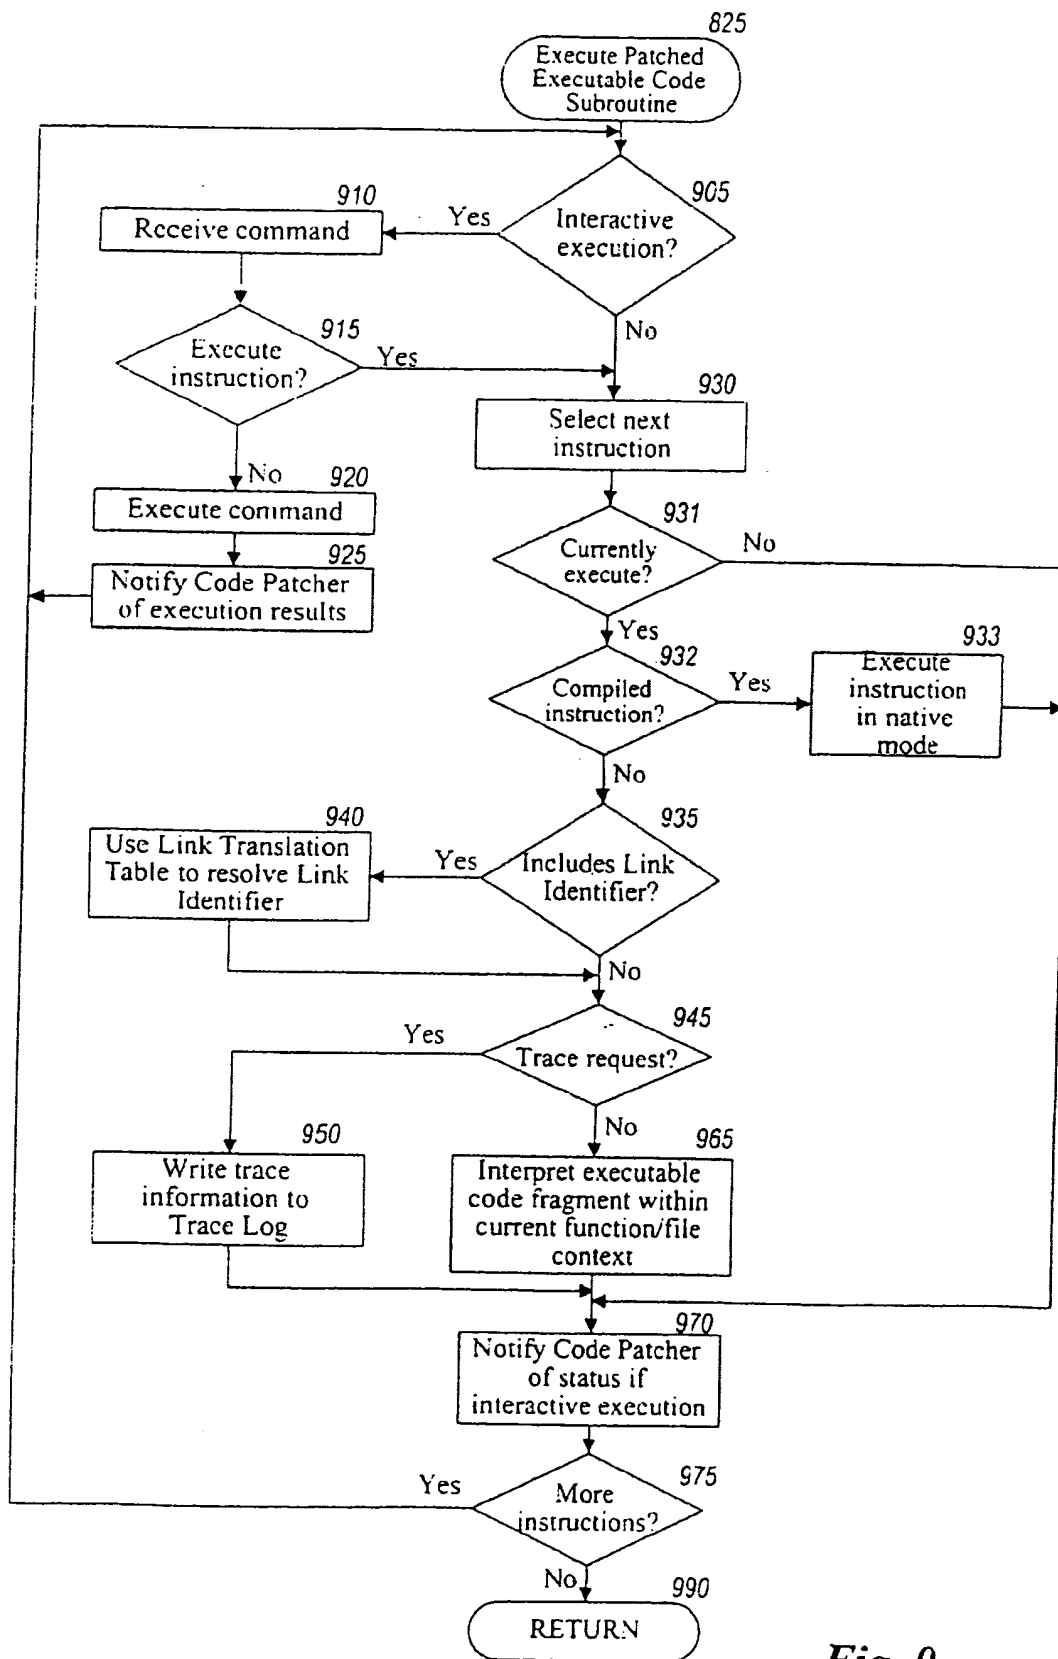 825
Execute Patched
Executable Code
Subroutine
905
Interactive
execution?
Yes
910
Receive command
No
915
Execute
instruction?
Yes
930
Select next
instruction
No
920
Execute command
931
Currently
execute?
No
925
Notify Code Patcher
of execution results
Yes
932
Compiled
instruction?
Yes
933
Execute
instruction
in native
mode
No
935
Includes Link
Identifier?
Yes
940
Use Link Translation
Table to resolve Link
Identifier
No
945
Trace request?
Yes
950
Write trace
information to
Trace Log
No
965
Interpret executable
code fragment within
current function/file
context
970
Notify Code Patcher
of status if
interactive execution
975
More
instructions?
Yes
No
990
RETURN
Fig. 9